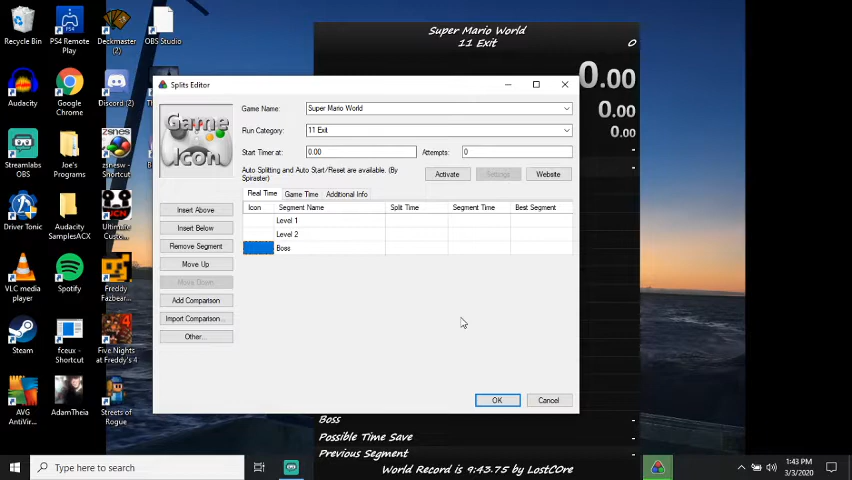 Super Mario World
11 Exit
0
0.00
0.00
0.00
Recycle Bin
PS4 Remote Play
Deckmaster (2)
OBS Studio
Audacity
Google Chrome
Discord (2)
Streamlabs OBS
Joe's Programs
zsnesw - Shortcut
Driver Tonic
Audacity SamplesACX
Ultimate Custo...
VLC media player
Spotify
Freddy Fazbear...
Steam
fceux - Shortcut
Five Nights at Freddy's 4
AVG AntiVir...
AdamTheia
Streets of Rogue
Splits Editor
Game Icon
Game Name:
Super Mario World
Run Category:
11 Exit
Start Timer at:
0.00
Attempts:
0
Auto Splitting and Auto Start/Reset are available. (By Spiraster)
Activate
Settings
Website
Real Time
Game Time
Additional Info
Icon
Segment Name
Split Time
Segment Time
Best Segment
Level 1
Level 2
Boss
Insert Above
Insert Below
Remove Segment
Move Up
Move Down
Add Comparison
Import Comparison...
Other...
OK
Cancel
Boss
-
Possible Time Save
-
Previous Segment
-
World Record is 9:43.75 by LostC0re
Type here to search
1:43 PM
3/3/2020